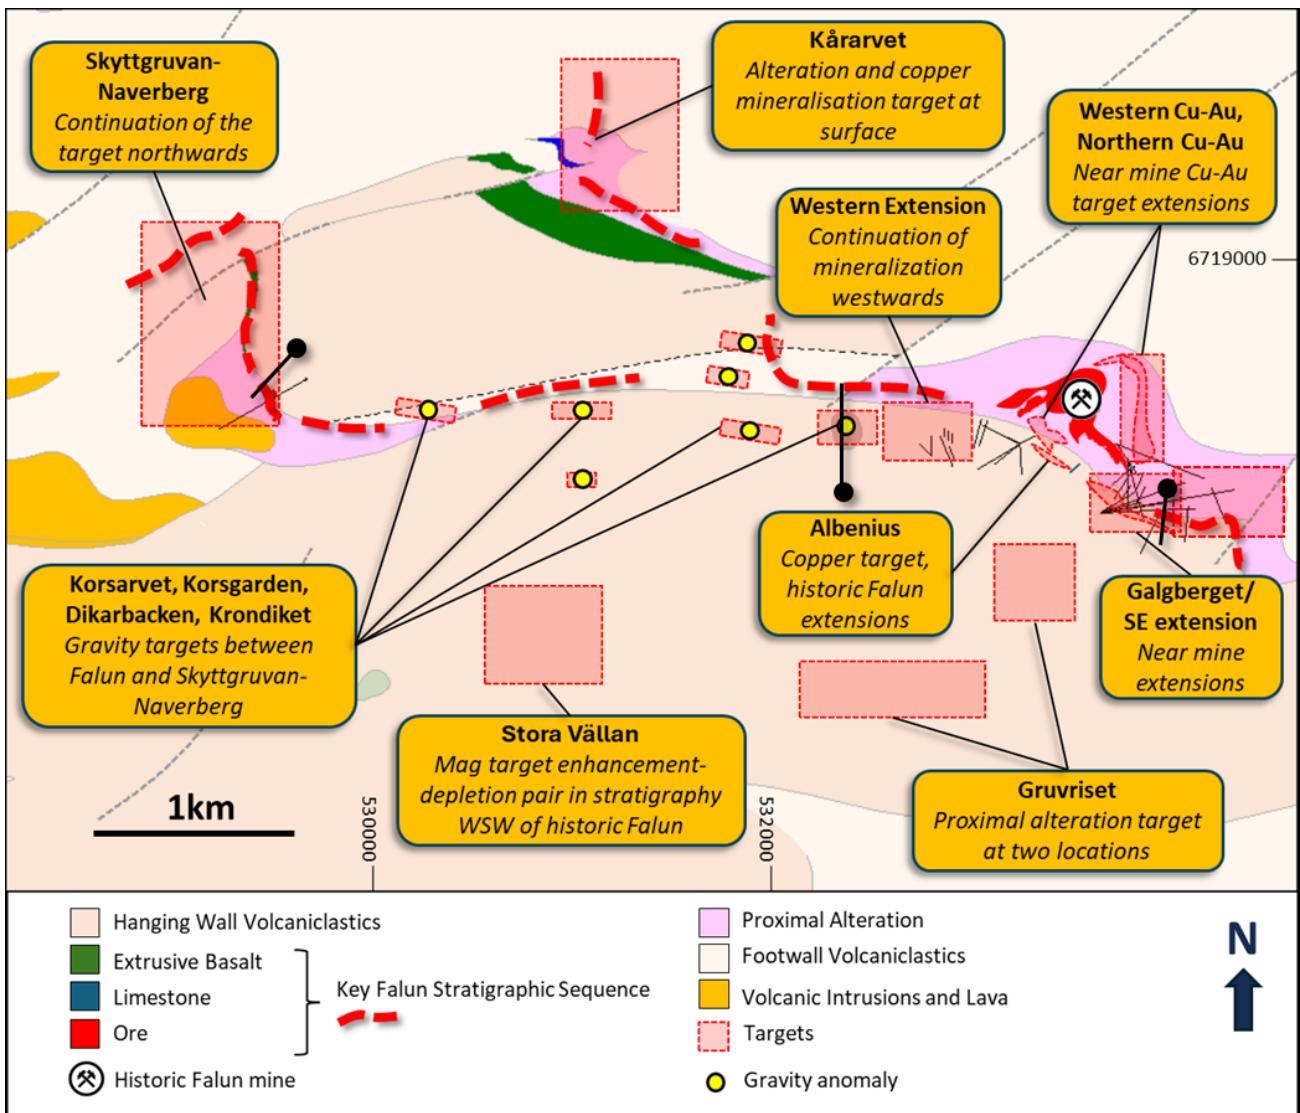 Skyttgruvan-
Naverberg
Continuation of the
target northwards
Kårarvet
Alteration and copper
mineralisation target at
surface
Western Cu-Au,
Northern Cu-Au
Near mine Cu-Au
target extensions
Western Extension
Continuation of
mineralization
westwards
6719000
Korsarvet, Korsgarden,
Dikarbacken, Krondiket
Gravity targets between
Falun and Skyttgruvan-
Naverberg
Albenius
Copper target,
historic Falun
extensions
Galgberget/
SE extension
Near mine
extensions
Stora Vällan
Mag target enhancement-
depletion pair in stratigraphy
WSW of historic Falun
Gruvriset
Proximal alteration target
at two locations
1km
530000
532000
Hanging Wall Volcaniclastics
Extrusive Basalt
Limestone
Ore
Key Falun Stratigraphic Sequence
Historic Falun mine
Proximal Alteration
Footwall Volcaniclastics
Volcanic Intrusions and Lava
Targets
Gravity anomaly
N